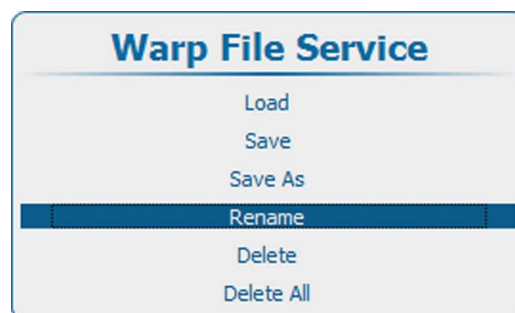 Warp File Service
Load
Save
Save As
Rename
Delete
Delete All